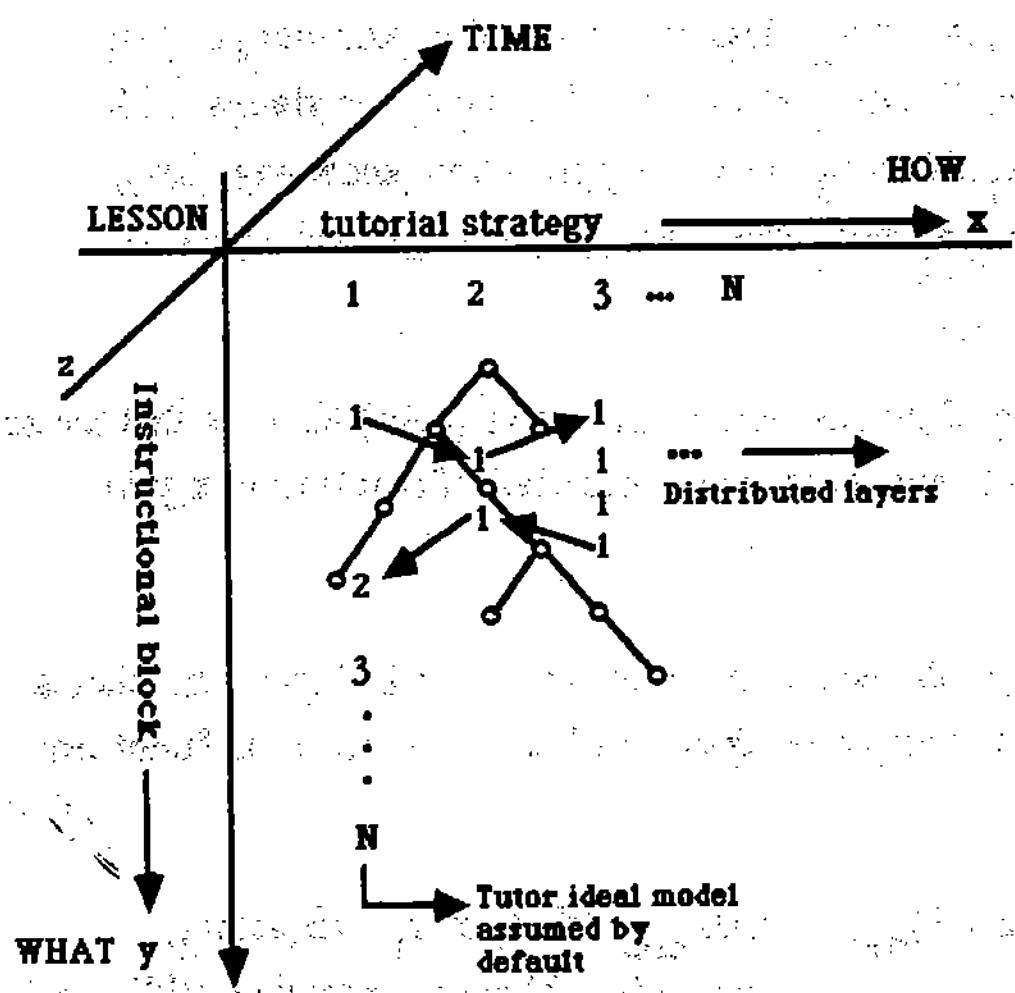 TIME
HOW
LESSON tutorial strategy x
1 2 3 ... N
z
Instructional block
1 1
1 1 ...
Distributed layers
1 1
1
2
3
.
.
.
N
Tutor ideal model
assumed by
default
WHAT y